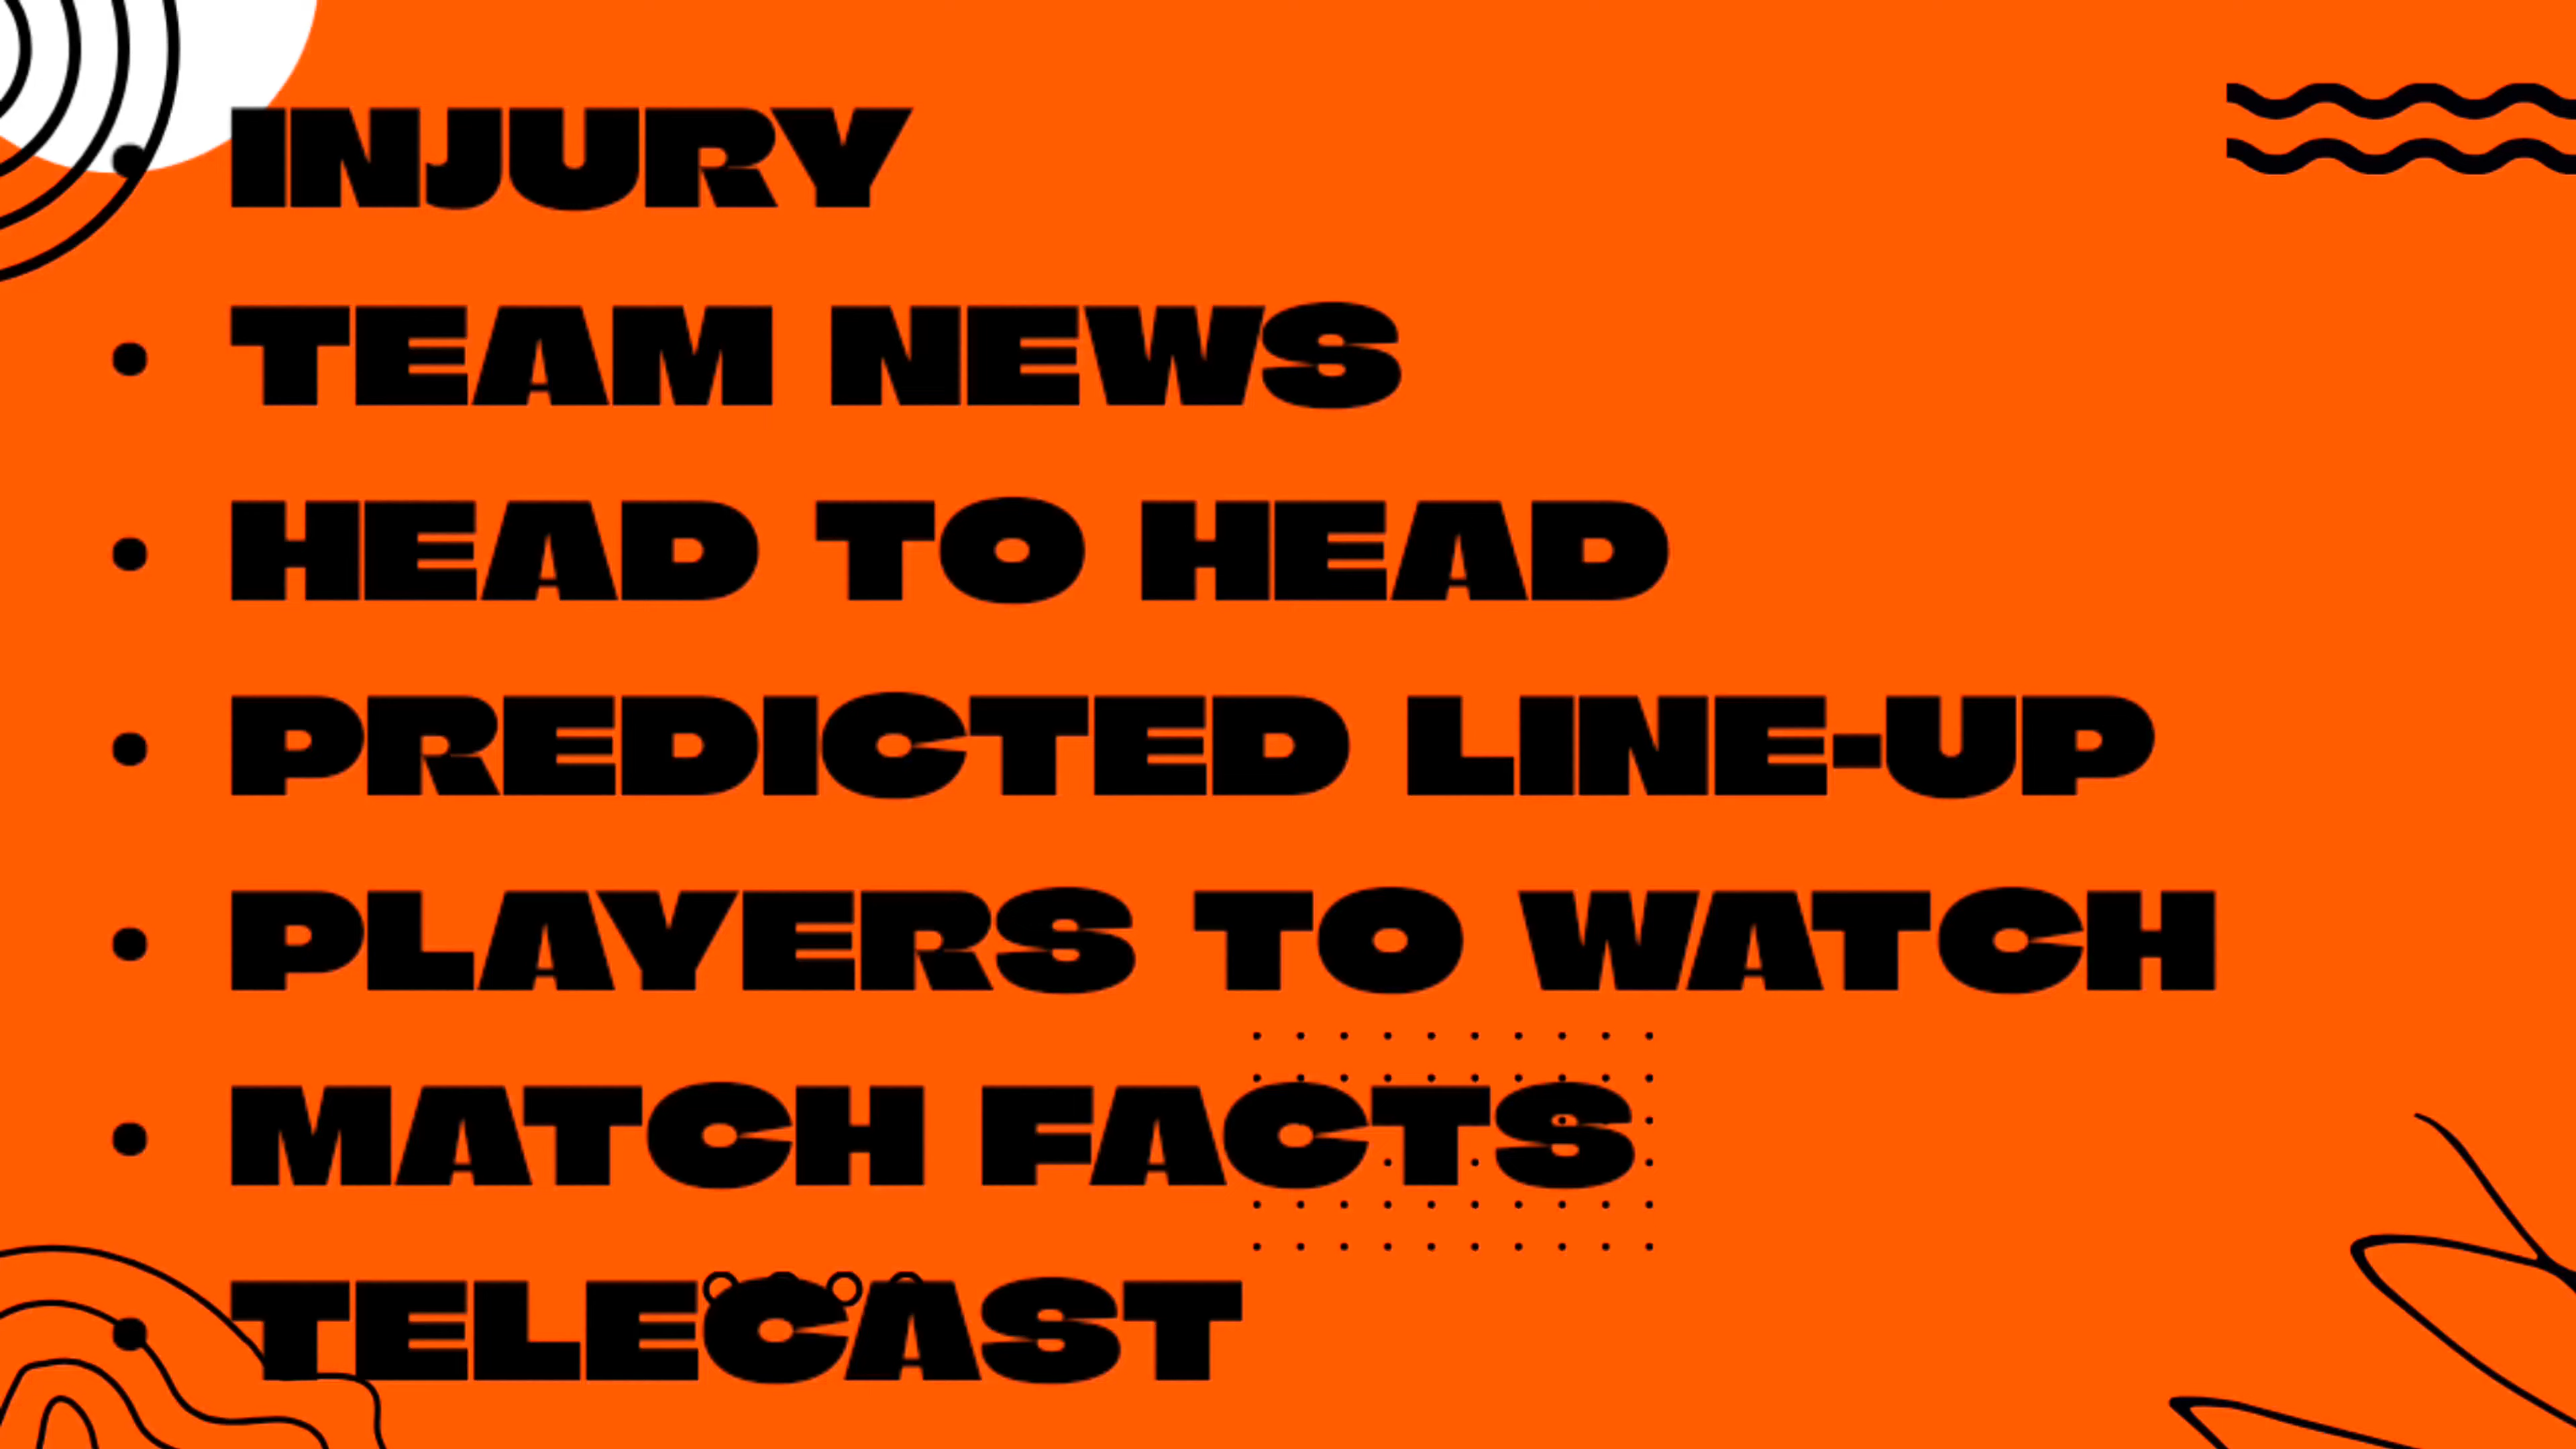 • INJURY
• TEAM NEWS
• HEAD TO HEAD
• PREDICTED LINE-UP
• PLAYERS TO WATCH
• MATCH FACTS
• TELECAST